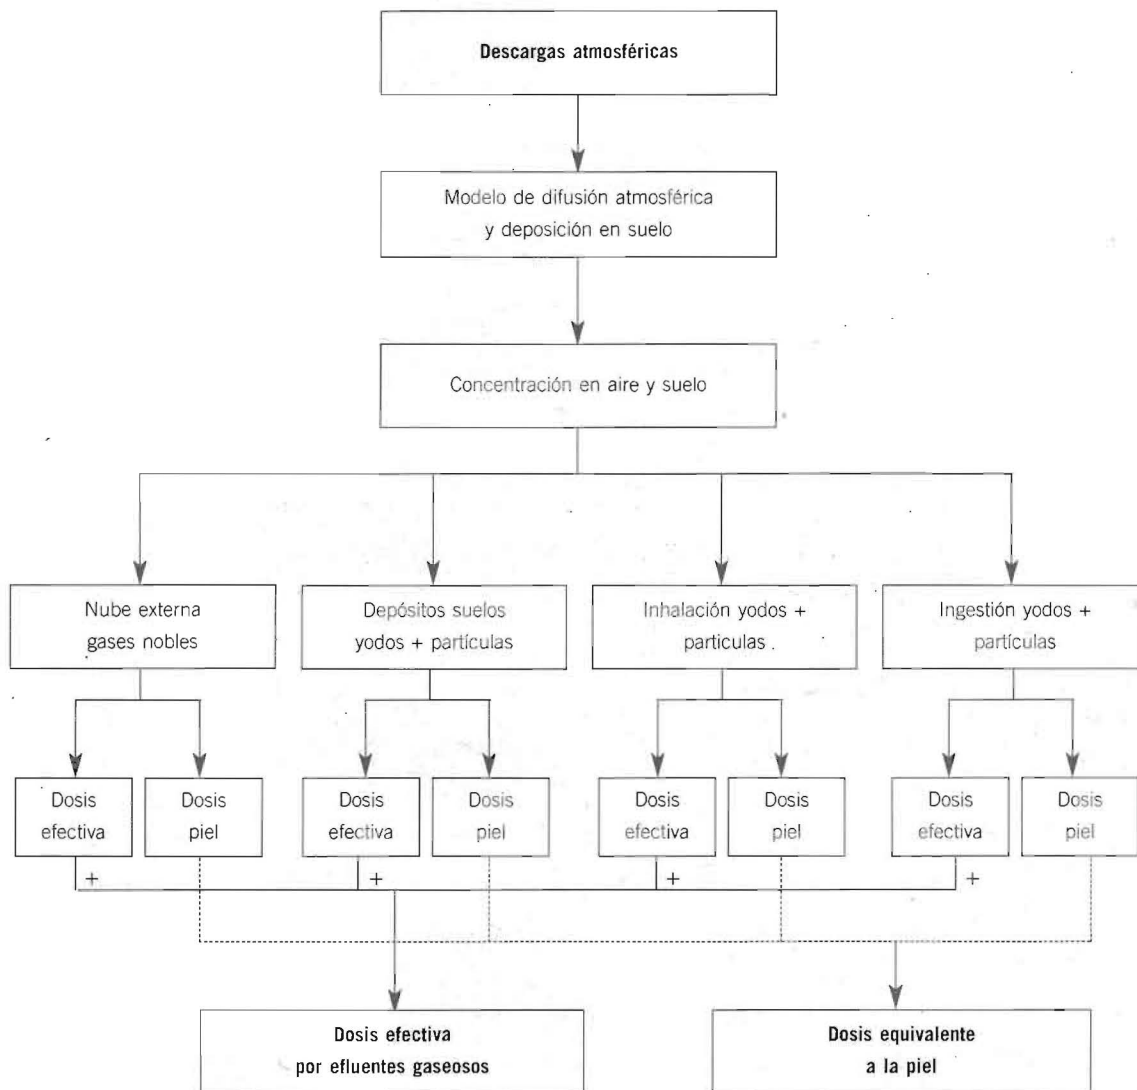 Descargas atmosféricas
Modelo de difusión atmosférica
y deposición en suelo
Concentración en aire y suelo
Nube externa
gases nobles
Depósitos suelos
yodos + partículas
Inhalación yodos +
particulas .
Ingestión yodos +
partículas
Dosis
efectiva
Dosis
piel
Dosis
efectiva
Dosis
piel
Dosis
efectiva
Dosis
piel
Dosis
efectiva
Dosis
piel
+
+
+
+
Dosis efectiva
por efluentes gaseosos
Dosis equivalente
a la piel